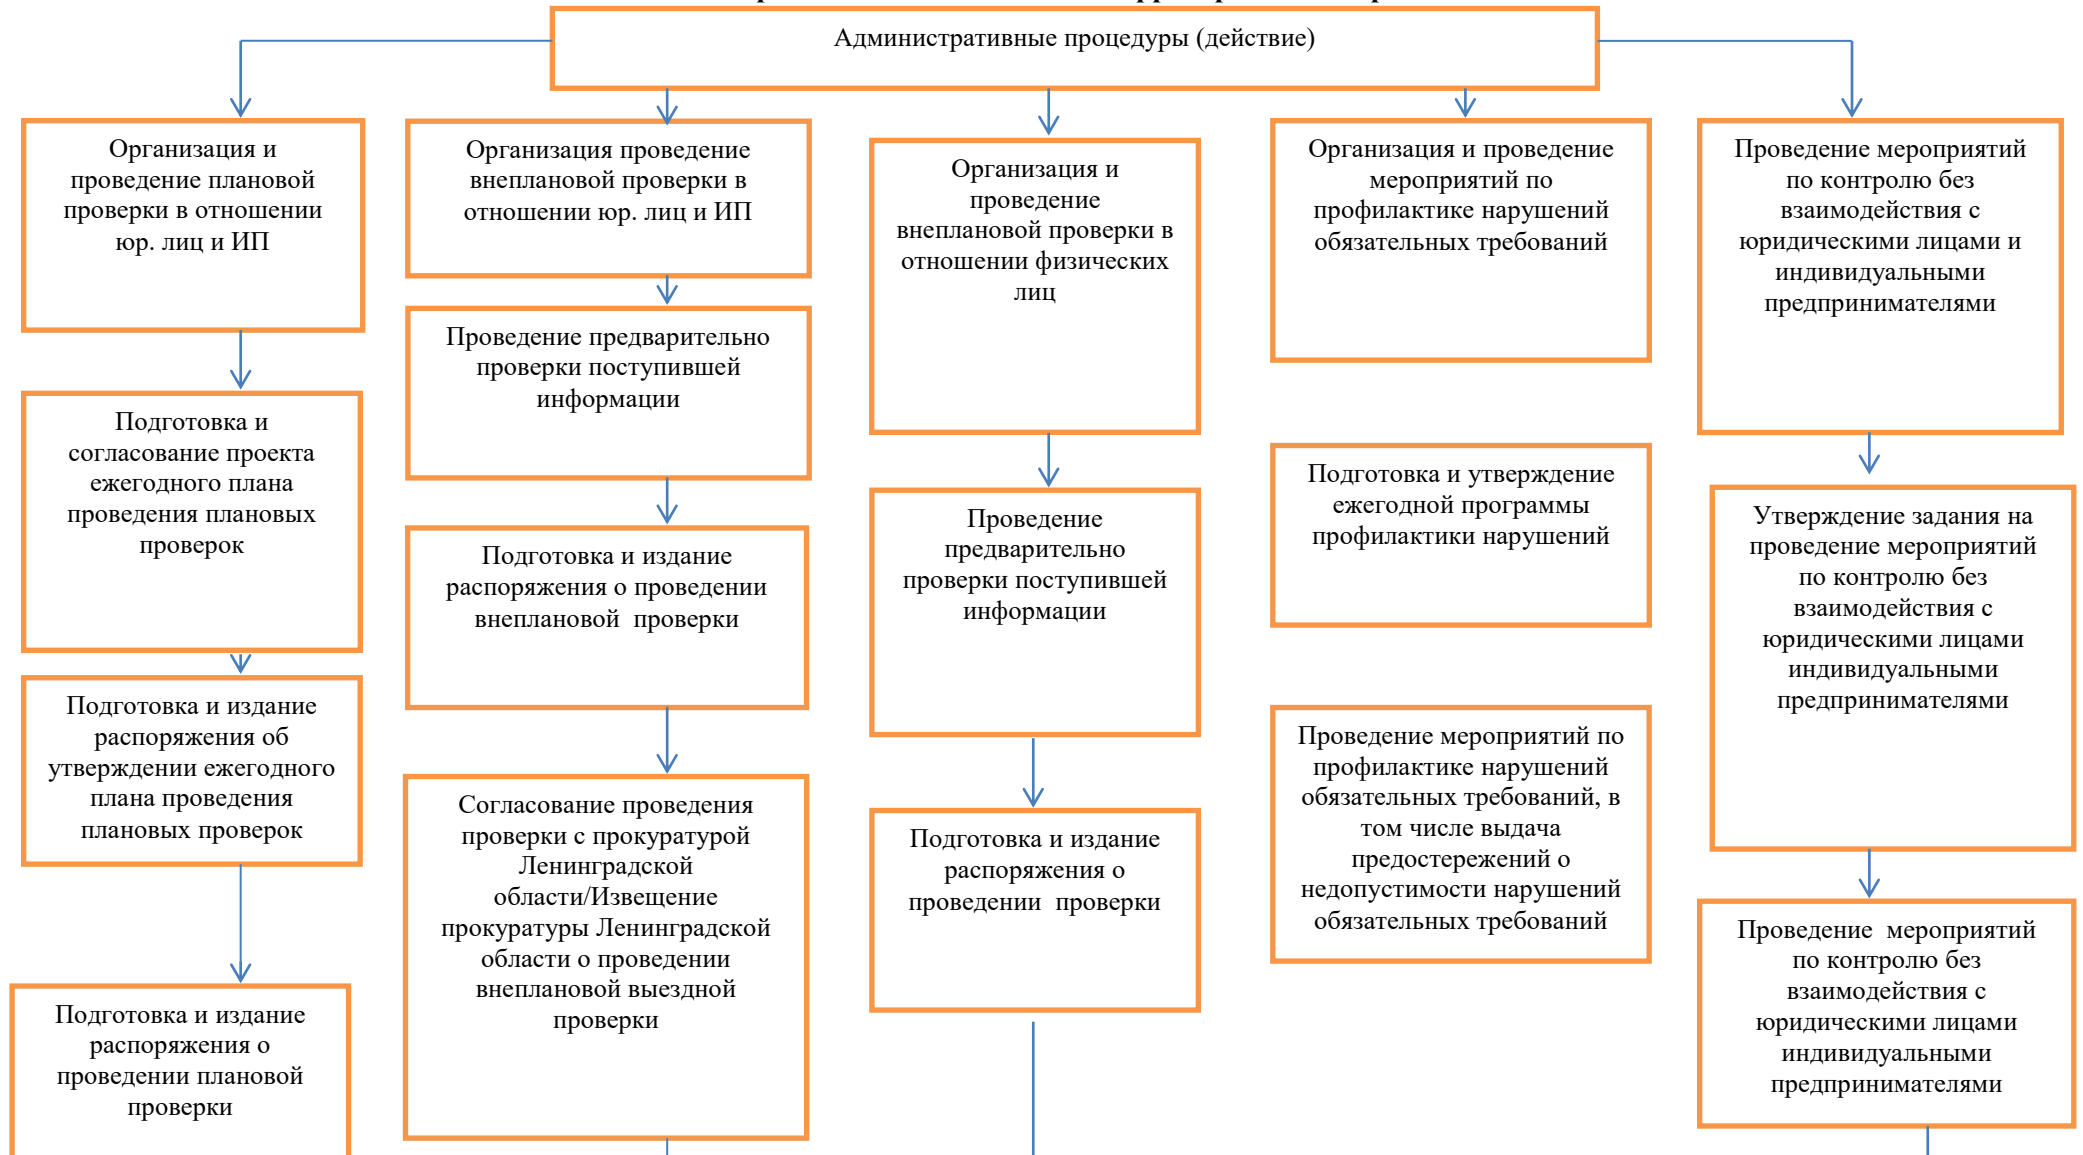 Административные процедуры (действие)
Организация и
проведение плановой
проверки в отношении
юр. лиц и ИП
Подготовка и
согласование проекта
ежегодного плана
проведения плановых
проверок
Подготовка и издание
распоряжения об
утверждении ежегодного
плана проведения
плановых проверок
Подготовка и издание
распоряжения о
проведении плановой
проверки
Организация проведение
внеплановой проверки в
отношении юр. лиц и ИП
Проведение предварительно
проверки поступившей
информации
Подготовка и издание
распоряжения о проведении
внеплановой  проверки
Согласование проведения
проверки с прокуратурой
Ленинградской
области/Извещение
прокуратуры Ленинградской
области о проведении
внеплановой выездной
проверки
Организация и
проведение
внеплановой проверки в
отношении физических
лиц
Проведение
предварительно
проверки поступившей
информации
Подготовка и издание
распоряжения о
проведении  проверки
Организация и проведение
мероприятий по
профилактике нарушений
обязательных требований
Подготовка и утверждение
ежегодной программы
профилактики нарушений
Проведение мероприятий по
профилактике нарушений
обязательных требований, в
том числе выдача
предостережений о
недопустимости нарушений
обязательных требований
Проведение мероприятий
по контролю без
взаимодействия с
юридическими лицами и
индивидуальными
предпринимателями
Утверждение задания на
проведение мероприятий
по контролю без
взаимодействия с
юридическими лицами
индивидуальными
предпринимателями
Проведение  мероприятий
по контролю без
взаимодействия с
юридическими лицами
индивидуальными
предпринимателями